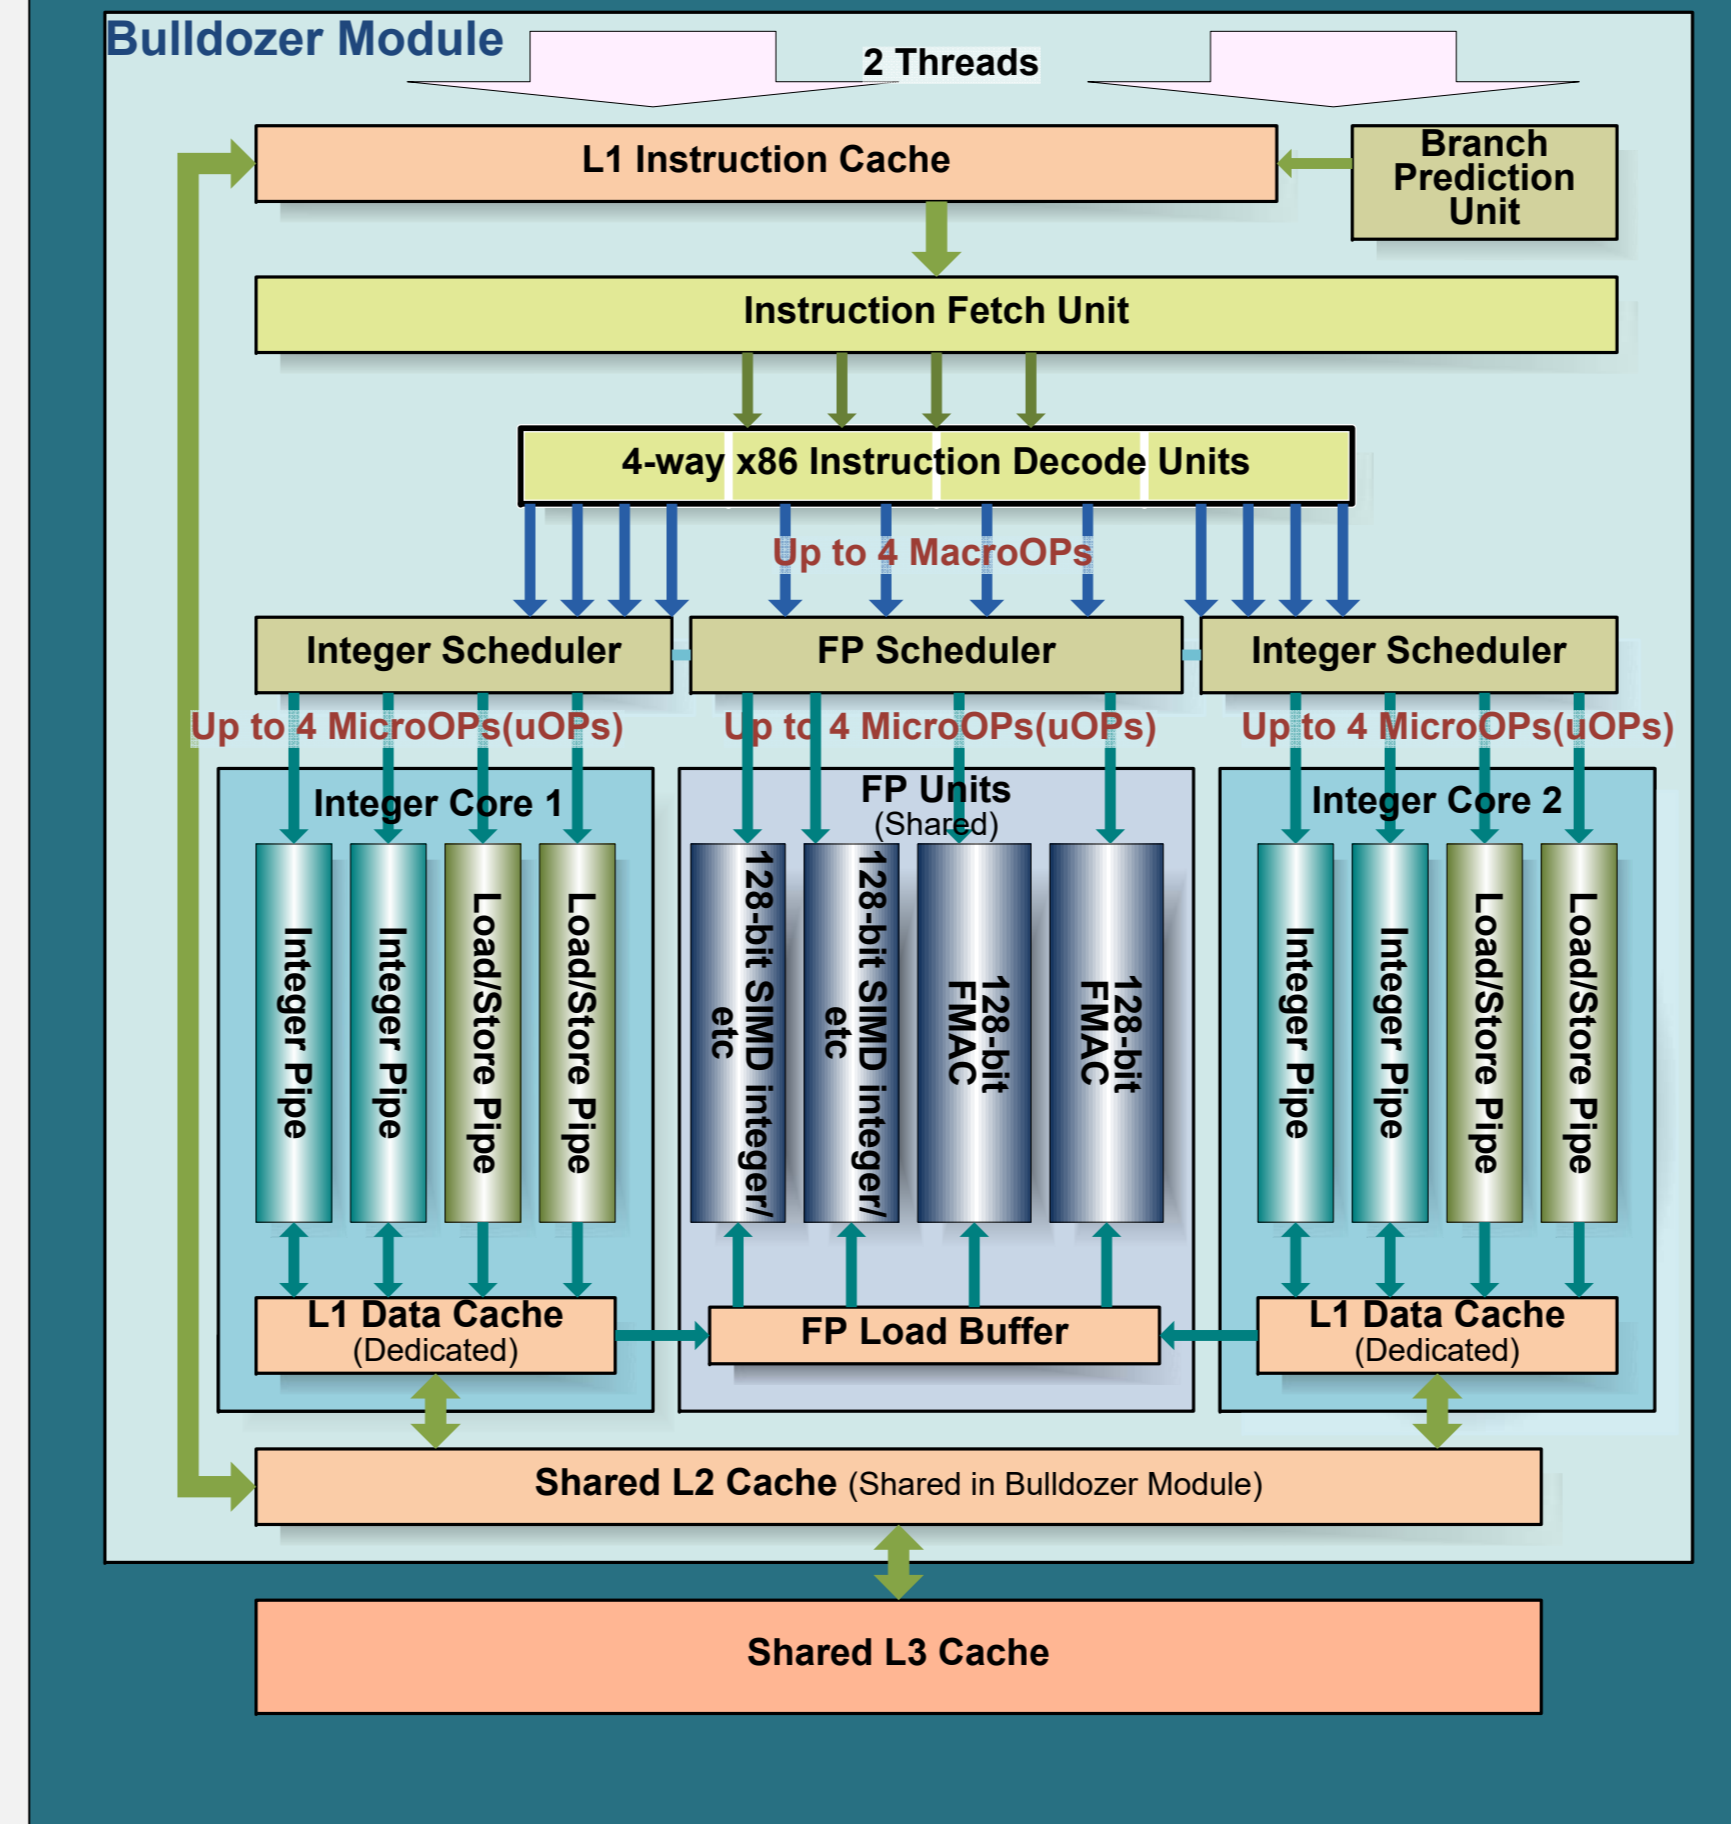 Bulldozer Module
2 Threads
L1 Instruction Cache
Branch
Prediction
Unit
Instruction Fetch Unit
4-way x86 Instruction Decode Units
Up to 4 MacroOPs
Integer Scheduler
FP Scheduler
Integer Scheduler
Up to 4 MicroOPs(uOPs)
Up to 4 MicroOPs(uOPs)
Up to 4 MicroOPs(uOPs)
Integer Core 1
FP Units
(Shared)
Integer Core 2
Integer Pipe
Integer Pipe
Load/Store Pipe
Load/Store Pipe
128-bit SIMD integer/
etc
128-bit SIMD integer/
etc
128-bit
FMAC
128-bit
FMAC
Integer Pipe
Integer Pipe
Load/Store Pipe
Load/Store Pipe
L1 Data Cache
(Dedicated)
FP Load Buffer
L1 Data Cache
(Dedicated)
Shared L2 Cache (Shared in Bulldozer Module)
Shared L3 Cache